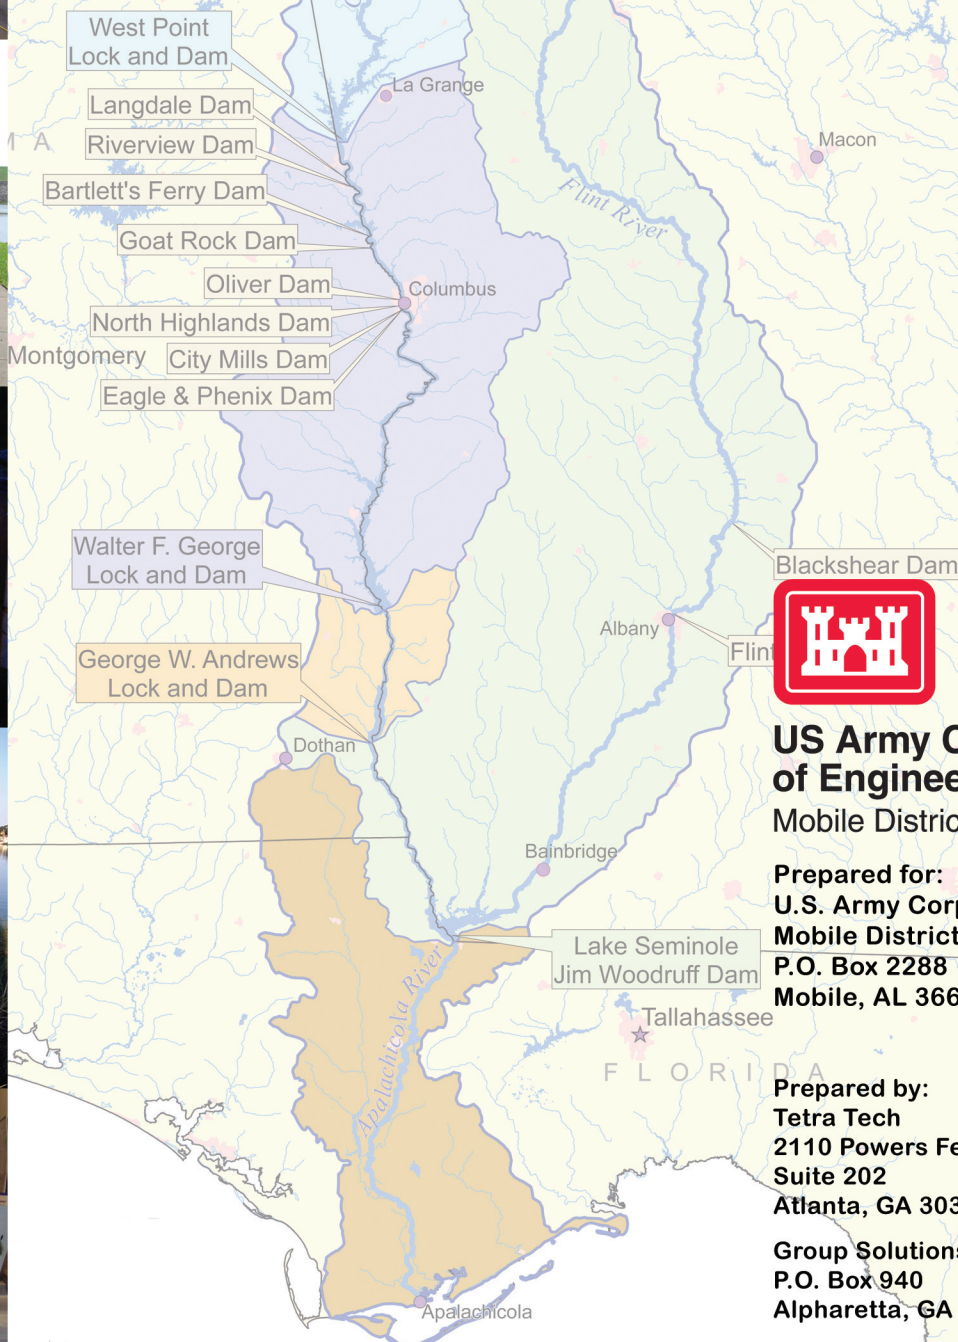 West Point
Lock and Dam
La Grange
Langdale Dam
Macon
M A
Riverview Dam
Bartlett's Ferry Dam
Flint River
Goat Rock Dam
Oliver Dam
Columbus
North Highlands Dam
Montgomery
City Mills Dam
Eagle & Phenix Dam
Walter F. George
Lock and Dam
Blackshear Dam
Albany
Flint
George W. Andrews
Lock and Dam
Dothan
US Army C
of Enginee
Mobile Distric
Bainbridge
Prepared for:
U.S. Army Corp
Mobile District
P.O. Box 2288
Mobile, AL 366
Lake Seminole
Jim Woodruff Dam
Apalachicola River
Tallahassee
FLORIDA
Prepared by:
Tetra Tech
2110 Powers Fe
Suite 202
Atlanta, GA 303
Group Solutions
P.O. Box 940
Alpharetta, GA
Apalachicola